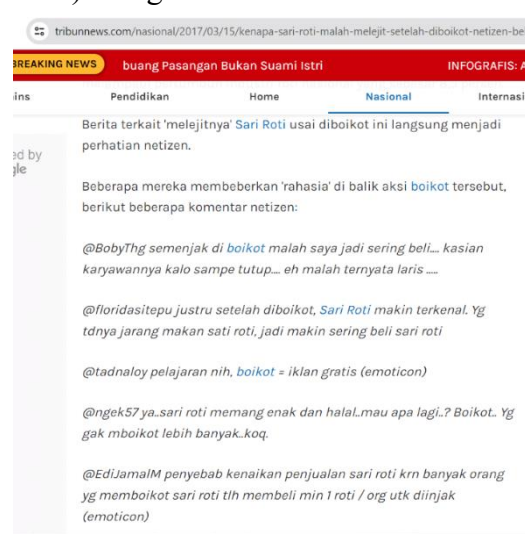 tribunnews.com/nasional/2017/03/15/kenapa-sari-roti-malah-melejit-setelah-diboikot-netizen-be
BREAKING NEWS buang Pasangan Bukan Suami Istri INFOGRAFIS: A
ins Pendidikan Home Nasional Internasi
Berita terkait 'melejitnya' Sari Roti usai diboikot ini langsung menjadi
ed by
perhatian netizen.
gle
Beberapa mereka membeberkan 'rahasia' di balik aksi boikot tersebut,
berikut beberapa komentar netizen:
@BobyThg semenjak di boikot malah saya jadi sering beli.... kasian
karyawannya kalo sampe tutup.... eh malah ternyata laris .....
@floridasitepu justru setelah diboikot, Sari Roti makin terkenal. Yg
tdnya jarang makan sati roti, jadi makin sering beli sari roti
@tadnaloy pelajaran nih, boikot = iklan gratis (emoticon)
@ngek57 ya..sari roti memang enak dan halal..mau apa lagi..? Boikot.. Yg
gak mboikot lebih banyak..koq.
@EdiJamalM penyebab kenaikan penjualan sari roti krn banyak orang
yg memboikot sari roti tlh membeli min 1 roti / org utk diinjak
(emoticon)